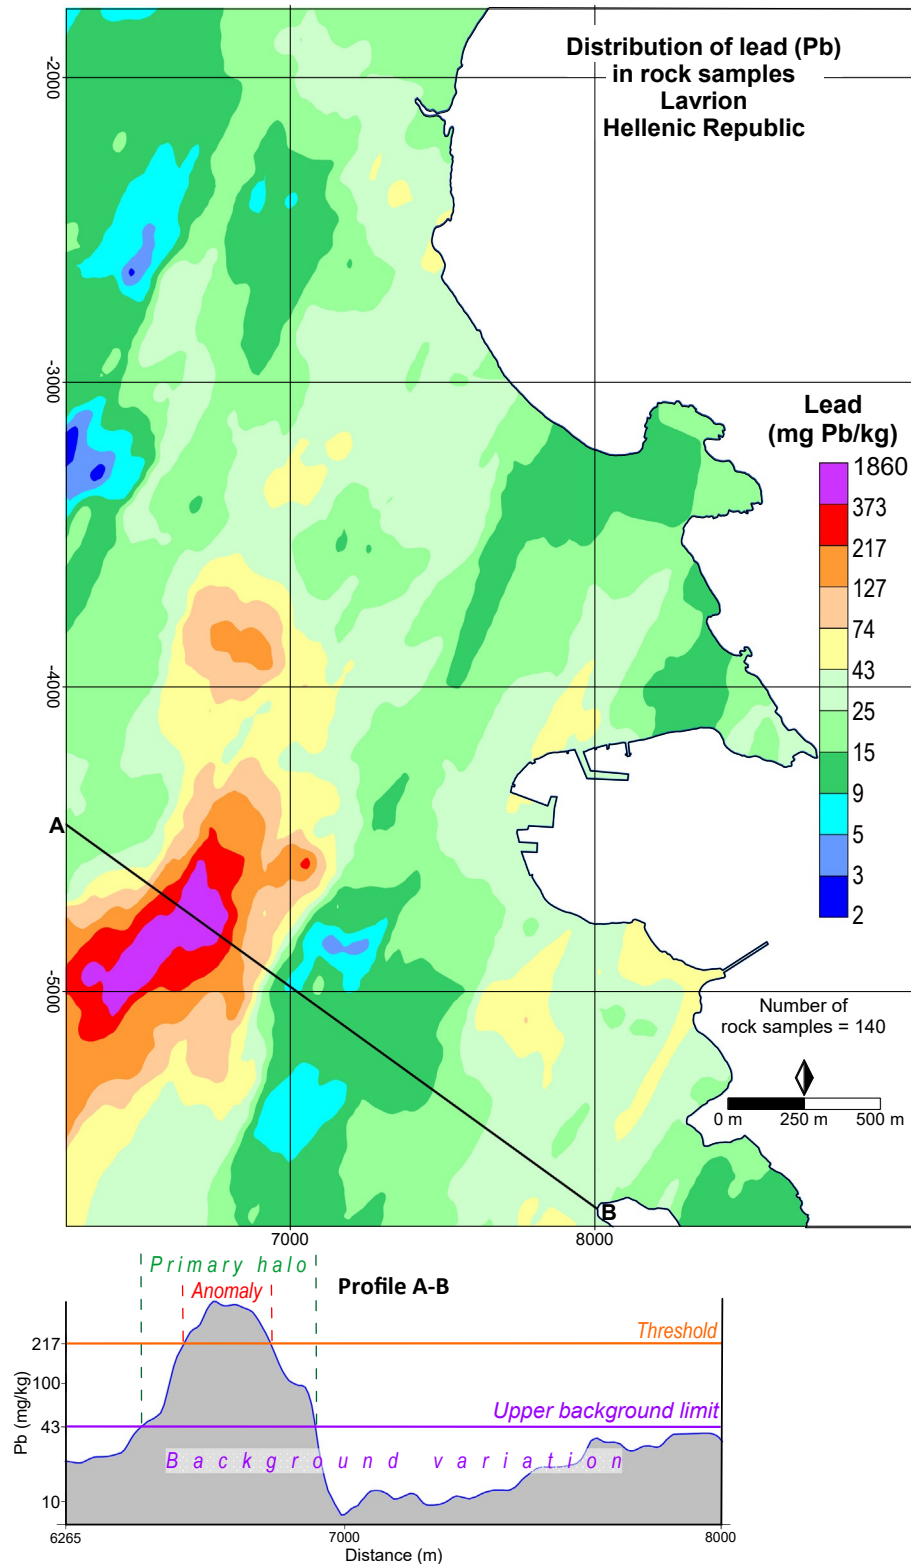 Distribution of lead (Pb)
in rock samples
Lavrion
Hellenic Republic
-2000
-3000
-4000
-5000
Lead
(mg Pb/kg)
1860
373
217
127
74
43
25
15
9
5
3
2
A
B
Number of
rock samples = 140
0 m 250 m 500 m
7000 8000
Primary halo
Anomaly
Profile A-B
Threshold
Upper background limit
Background variation
Pb (mg/kg)
217
100
43
10
6265 7000 8000
Distance (m)